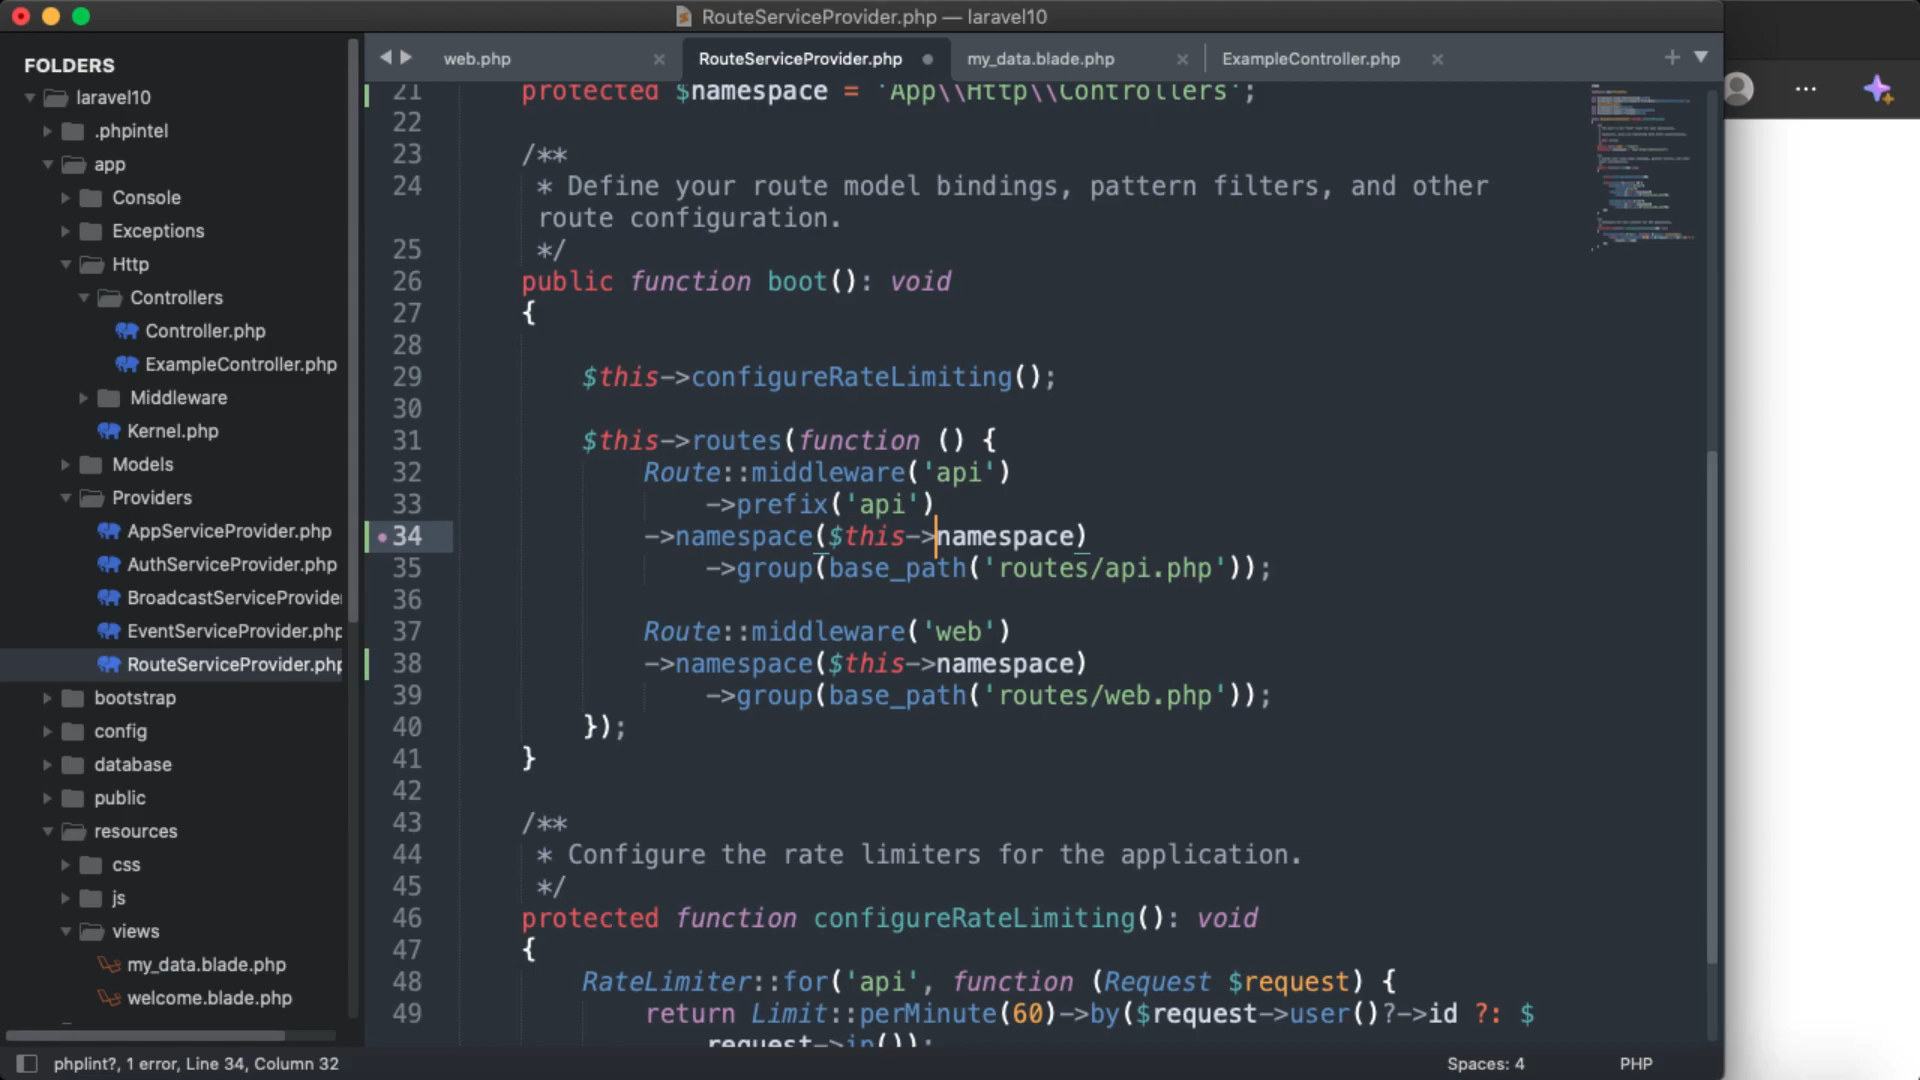 RouteServiceProvider.php — laravel10
FOLDERS
laravel10
.phpintel
app
Console
Exceptions
Http
Controllers
Controller.php
ExampleController.php
Middleware
Kernel.php
Models
Providers
AppServiceProvider.php
AuthServiceProvider.php
BroadcastServiceProvide
EventServiceProvider.php
RouteServiceProvider.php
bootstrap
config
database
public
resources
css
js
views
my_data.blade.php
welcome.blade.php
web.php
RouteServiceProvider.php
my_data.blade.php
ExampleController.php
21 protected $namespace = 'App\\Http\\Controllers';
22
23 /**
24 * Define your route model bindings, pattern filters, and other
route configuration.
25 */
26 public function boot(): void
27 {
28
29 $this->configureRateLimiting();
30
31 $this->routes(function () {
32 Route::middleware('api')
33 ->prefix('api')
34 ->namespace($this->namespace)
35 ->group(base_path('routes/api.php'));
36
37 Route::middleware('web')
38 ->namespace($this->namespace)
39 ->group(base_path('routes/web.php'));
40 });
41 }
42
43 /**
44 * Configure the rate limiters for the application.
45 */
46 protected function configureRateLimiting(): void
47 {
48 RateLimiter::for('api', function (Request $request) {
49 return Limit::perMinute(60)->by($request->user()?->id ?: $
request->ip());
phplint?, 1 error, Line 34, Column 32
Spaces: 4
PHP